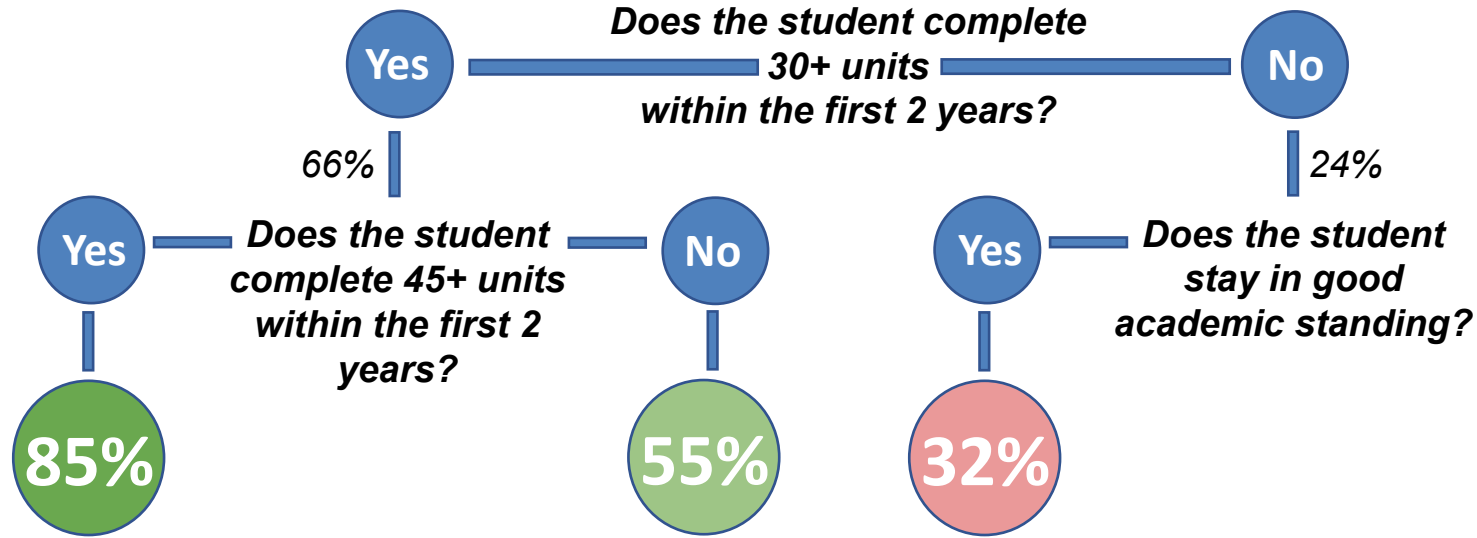 Does the student complete
Yes
30+ units
No
within the first 2 years?
66%
24%
Yes
Does the student
complete 45+ units
within the first 2
years?
No
Yes
Does the student
stay in good
academic standing?
85%
55%
32%